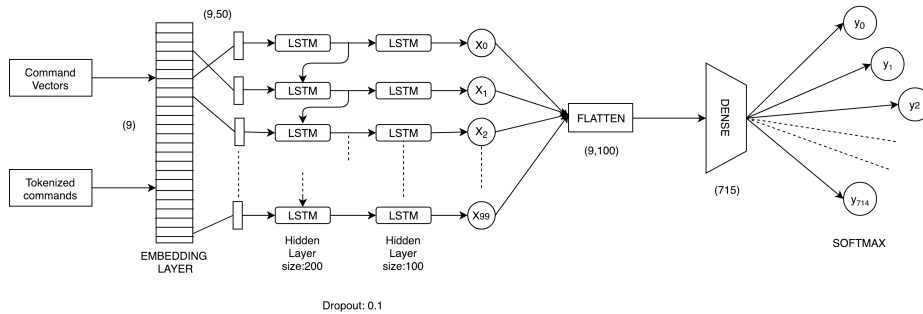 Command
Vectors
Tokenized
commands
(9)
EMBEDDING
LAYER
(9,50)
LSTM
LSTM
X0
LSTM
LSTM
X1
LSTM
LSTM
X2
LSTM
LSTM
X99
Hidden
Layer
size:200
Hidden
Layer
size:100
Dropout: 0.1
FLATTEN
(9,100)
DENSE
(715)
y0
y1
y2
y714
SOFTMAX